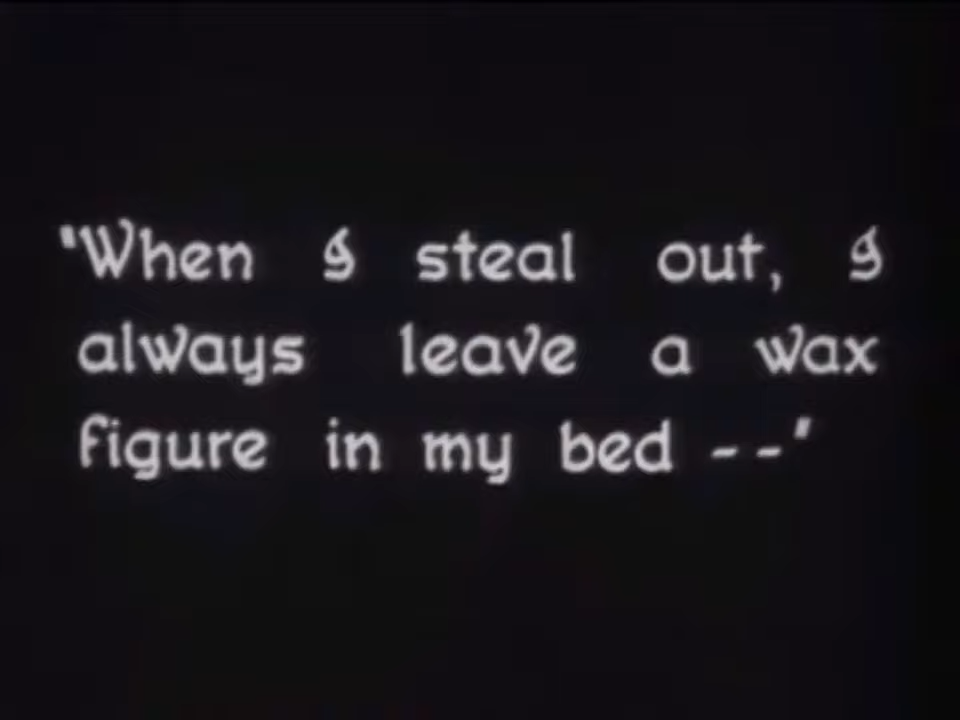 'When I steal out, I
always leave a wax
figure in my bed --'